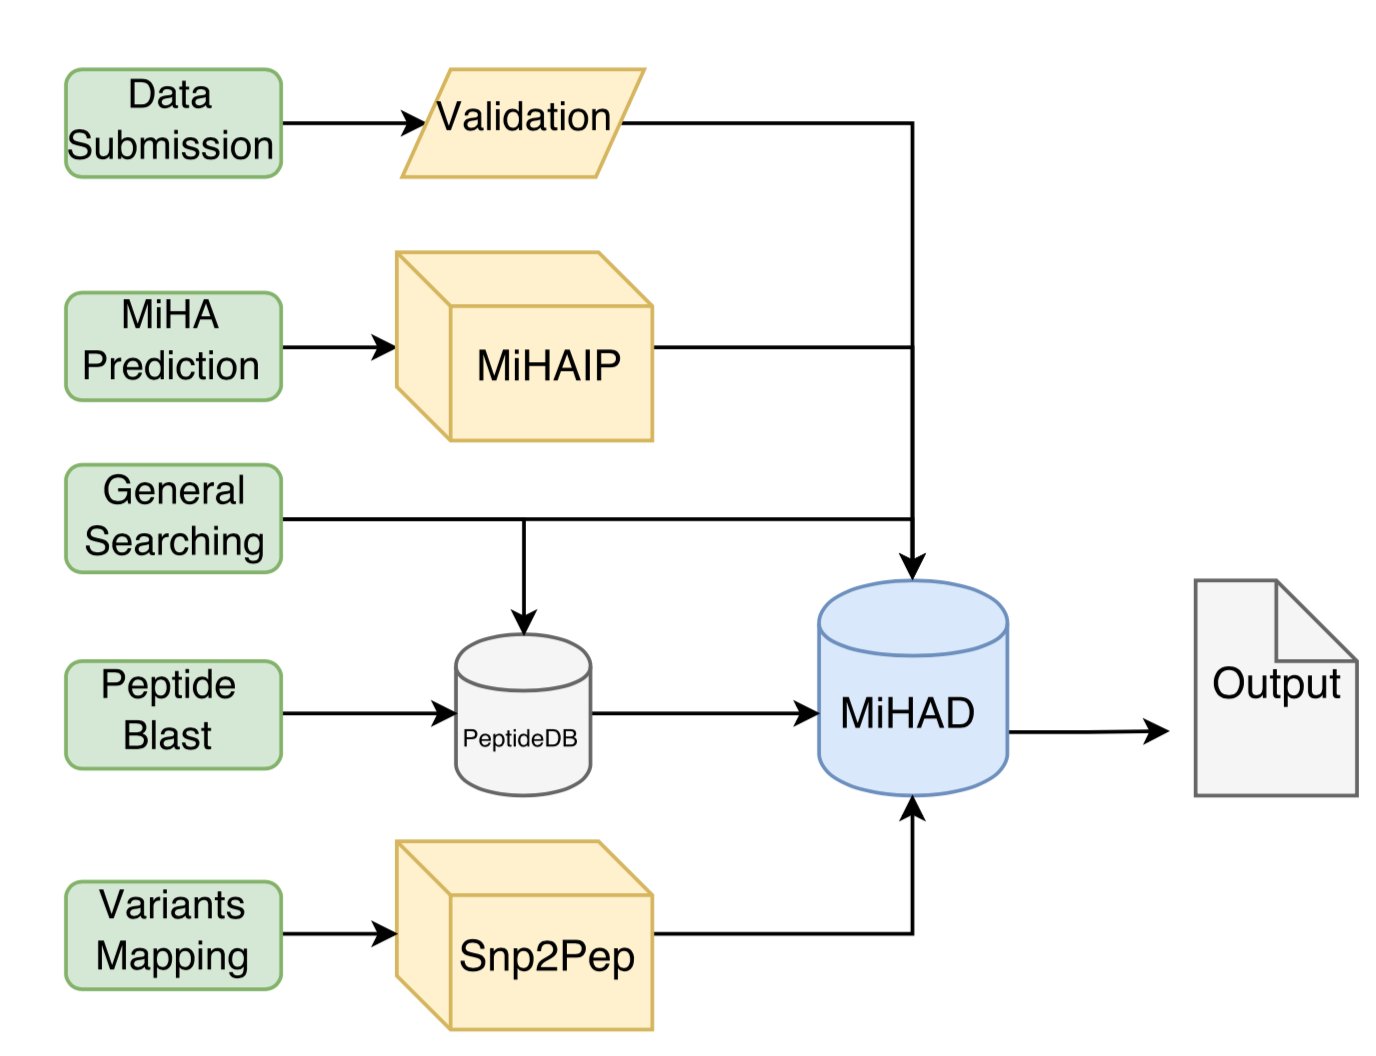 Data
Submission
Validation
MiHA
Prediction
MiHAIP
General
Searching
Peptide
Blast
PeptideDB
MiHAD
Output
Variants
Mapping
Snp2Pep